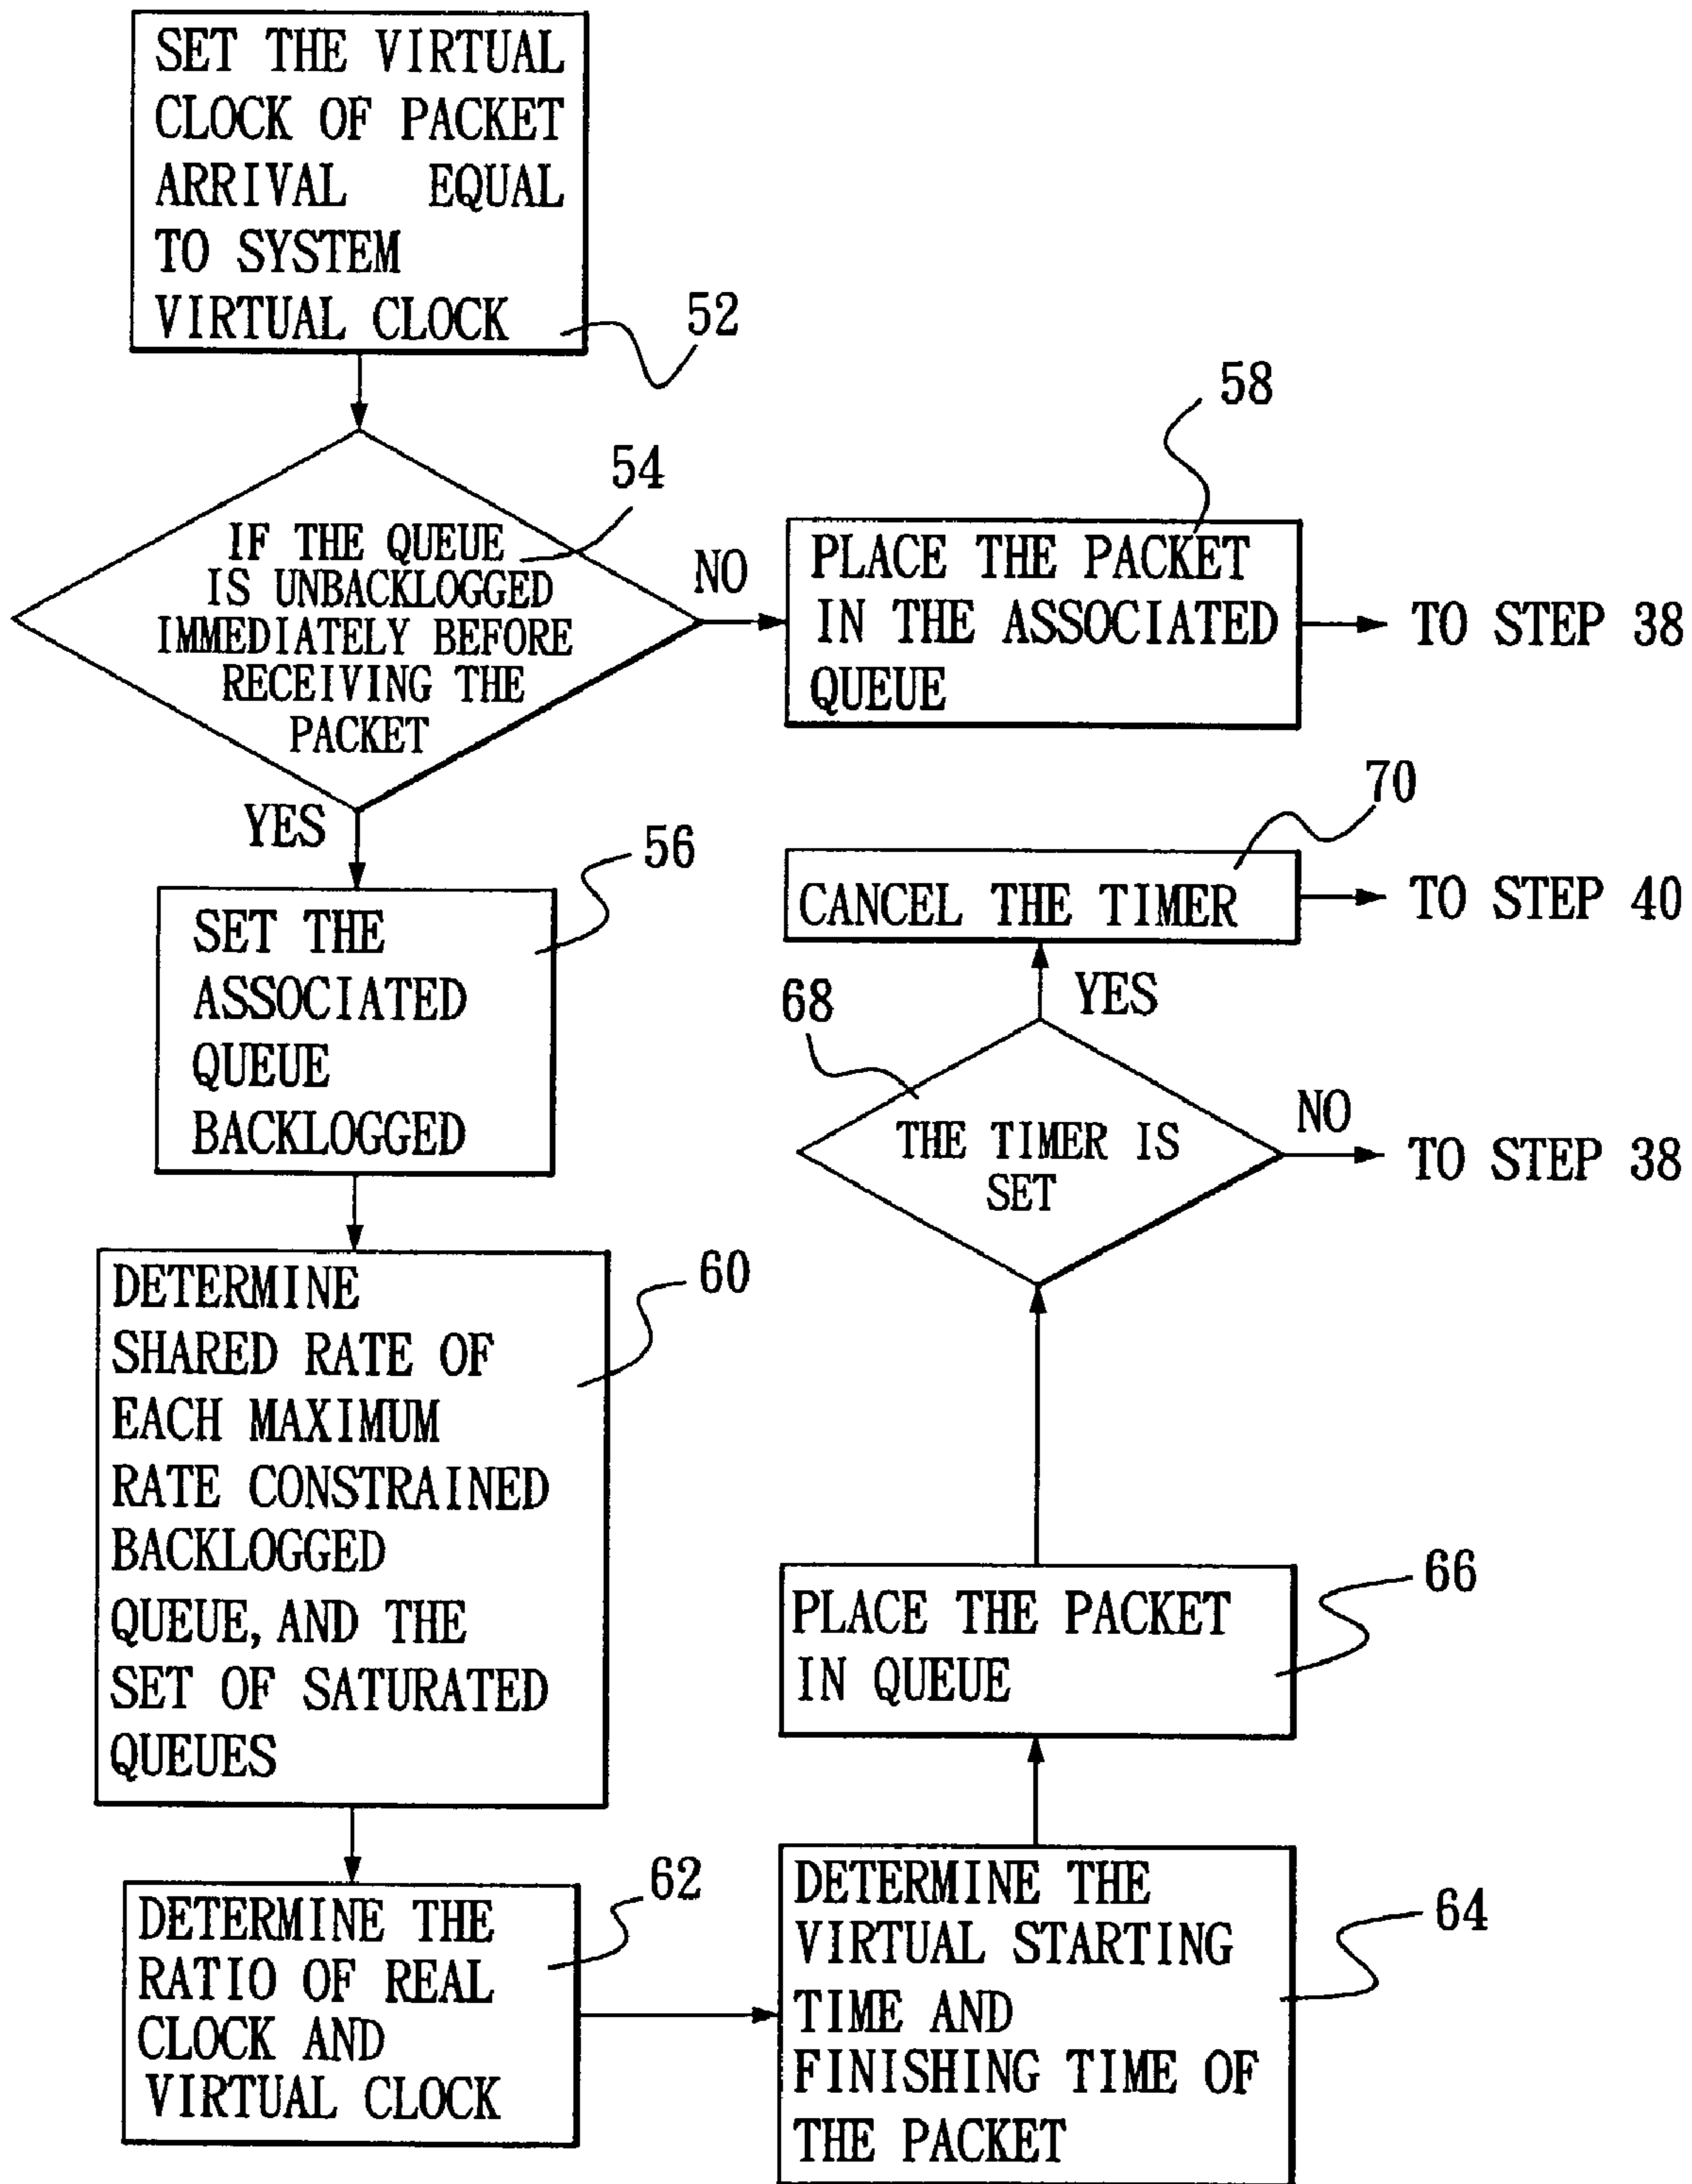 SET THE VIRTUAL
CLOCK OF PACKET
ARRIVAL EQUAL
TO SYSTEM
VIRTUAL CLOCK
52
54
IF THE QUEUE
IS UNBACKLOGGED
IMMEDIATELY BEFORE
RECEIVING THE
PACKET
NO
58
PLACE THE PACKET
IN THE ASSOCIATED
QUEUE
TO STEP 38
YES
56
SET THE
ASSOCIATED
QUEUE
BACKLOGGED
60
DETERMINE
SHARED RATE OF
EACH MAXIMUM
RATE CONSTRAINED
BACKLOGGED
QUEUE, AND THE
SET OF SATURATED
QUEUES
62
DETERMINE THE
RATIO OF REAL
CLOCK AND
VIRTUAL CLOCK
64
DETERMINE THE
VIRTUAL STARTING
TIME AND
FINISHING TIME OF
THE PACKET
66
PLACE THE PACKET
IN QUEUE
68
THE TIMER IS
SET
NO
TO STEP 38
YES
70
CANCEL THE TIMER
TO STEP 40